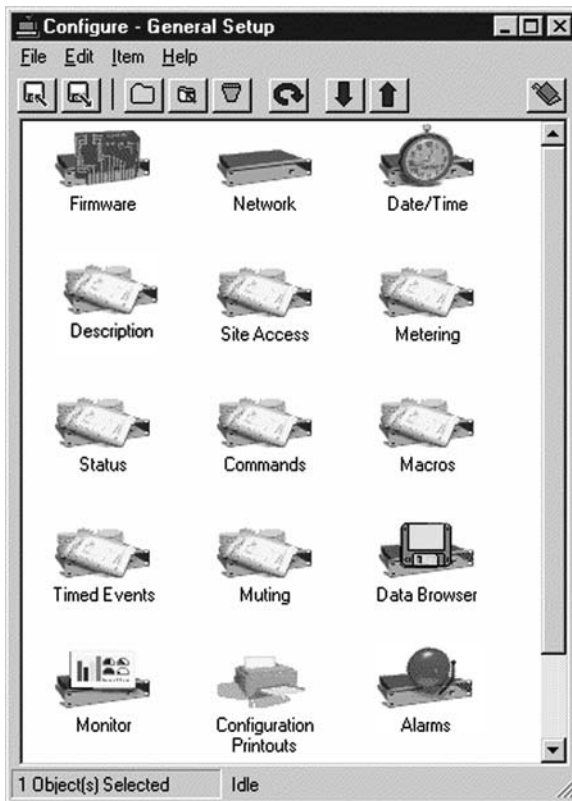 Configure - General Setup
File Edit Item Help
Firmware Network Date/Time
Description Site Access Metering
Status Commands Macros
Timed Events Muting Data Browser
Monitor Configuration Printouts Alarms
1 Object(s) Selected Idle